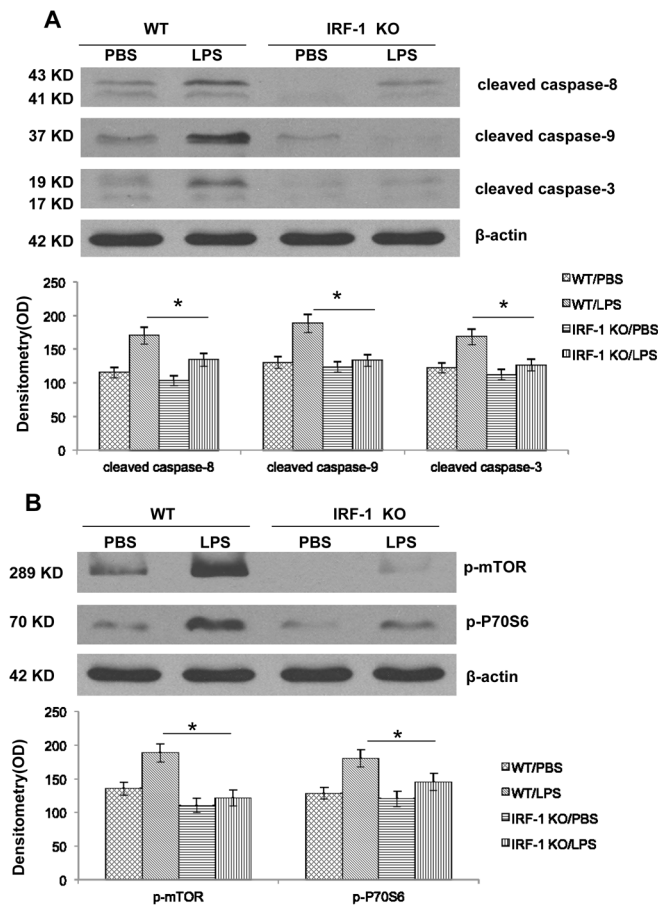 A
WT IRF-1 KO
PBS LPS PBS LPS
43 KD
41 KD
cleaved caspase-8
37 KD
cleaved caspase-9
19 KD
17 KD
cleaved caspase-3
42 KD
β-actin
Densitometry(OD)
250
200
150
100
50
0
* * *
cleaved caspase-8 cleaved caspase-9 cleaved caspase-3
WT/PBS
WT/LPS
IRF-1 KO/PBS
IRF-1 KO/LPS
B
WT IRF-1 KO
PBS LPS PBS LPS
289 KD
p-mTOR
70 KD
p-P70S6
42 KD
β-actin
Densitometry(OD)
250
200
150
100
50
0
* *
p-mTOR p-P70S6
WT/PBS
WT/LPS
IRF-1 KO/PBS
IRF-1 KO/LPS